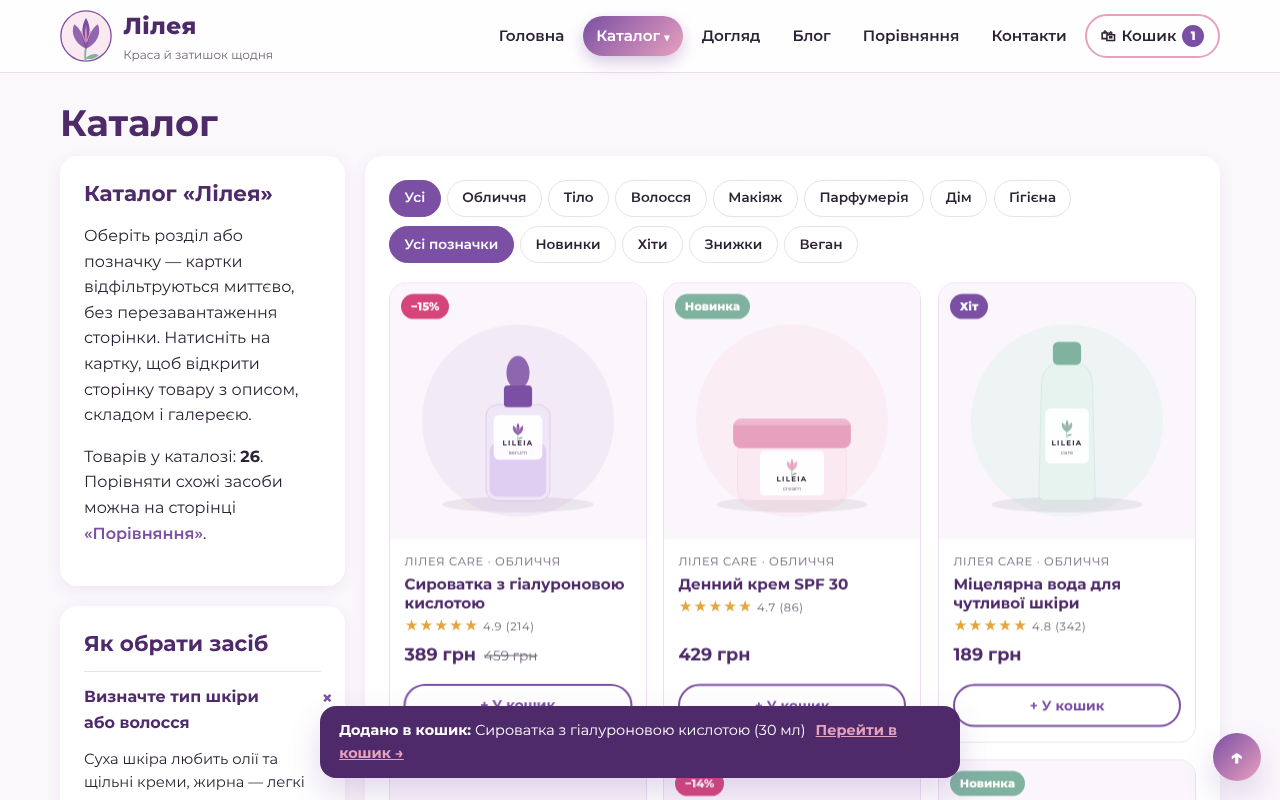 Лілея
Краса й затишок щодня
Головна
Каталог ▾
Догляд
Блог
Порівняння
Контакти
🛍 Кошик 1
Каталог
Каталог «Лілея»
Оберіть розділ або
позначку — картки
відфільтруються миттєво,
без перезавантаження
сторінки. Натисніть на
картку, щоб відкрити
сторінку товару з описом,
складом і галереєю.
Товарів у каталозі: 26.
Порівняти схожі засоби
можна на сторінці
«Порівняння».
Як обрати засіб
Визначте тип шкіри
або волосся
×
Суха шкіра любить олії та
щільні креми, жирна — легкі
Усі
Обличчя
Тіло
Волосся
Макіяж
Парфумерія
Дім
Гігієна
Усі позначки
Новинки
Хіти
Знижки
Веган
−15%
LILEIA
serum
ЛІЛЕЯ CARE · ОБЛИЧЧЯ
Сироватка з гіалуроновою
кислотою
★★★★★ 4.9 (214)
389 грн 459 грн
+ У кошик
Новинка
LILEIA
cream
ЛІЛЕЯ CARE · ОБЛИЧЧЯ
Денний крем SPF 30
★★★★★ 4.7 (86)
429 грн
+ У кошик
Хіт
LILEIA
care
ЛІЛЕЯ CARE · ОБЛИЧЧЯ
Міцелярна вода для
чутливої шкіри
★★★★★ 4.8 (342)
189 грн
+ У кошик
−14%
Новинка
Додано в кошик: Сироватка з гіалуроновою кислотою (30 мл) Перейти в
кошик →
↑